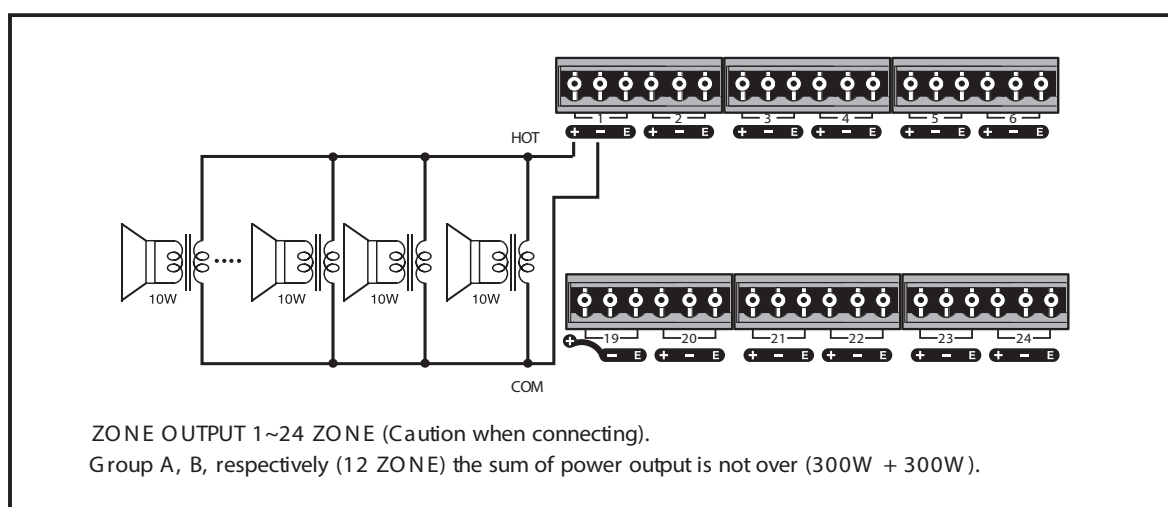 1 2 3 4 5 6
+ − E + − E + − E + − E + − E + − E
HOT
10W 10W 10W 10W
19 20 21 22 23 24
+ − E + − E + − E + − E + − E + − E
COM
ZONE OUTPUT 1~24 ZONE (Caution when connecting).
Group A, B, respectively (12 ZONE) the sum of power output is not over (300W + 300W).